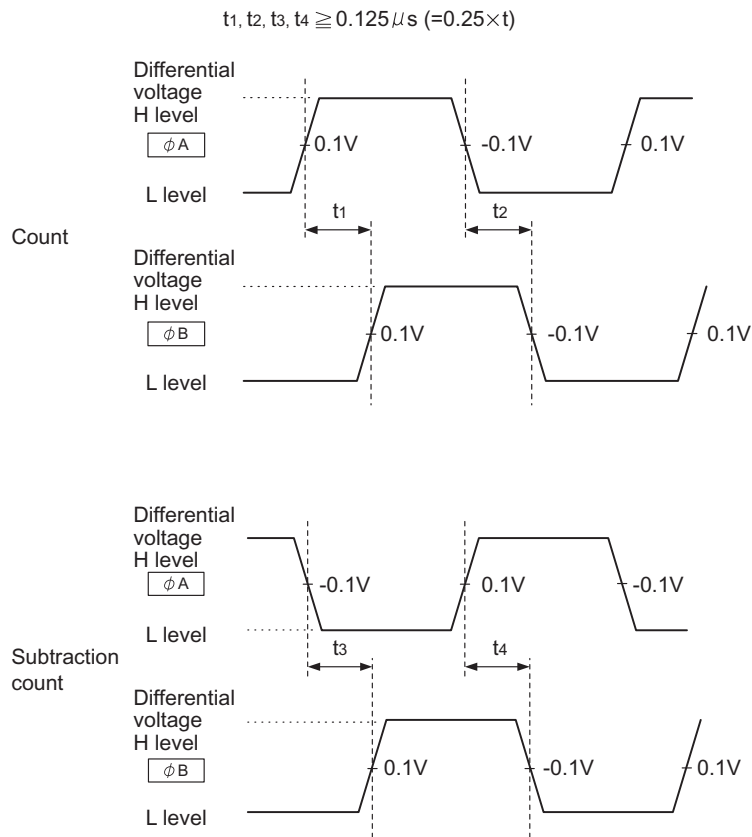 t1, t2, t3, t4 ≧ 0.125μs (=0.25×t)
Differential
voltage
H level
φA
0.1V
-0.1V
0.1V
L level
t1
t2
Count
Differential
voltage
H level
φB
0.1V
-0.1V
0.1V
L level
Differential
voltage
H level
φA
-0.1V
0.1V
-0.1V
L level
t3
t4
Subtraction
count
Differential
voltage
H level
φB
0.1V
-0.1V
0.1V
L level